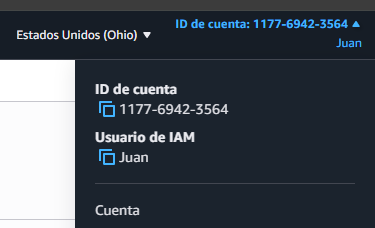 Estados Unidos (Ohio)
ID de cuenta: 1177-6942-3564
Juan
ID de cuenta
1177-6942-3564
Usuario de IAM
Juan
Cuenta